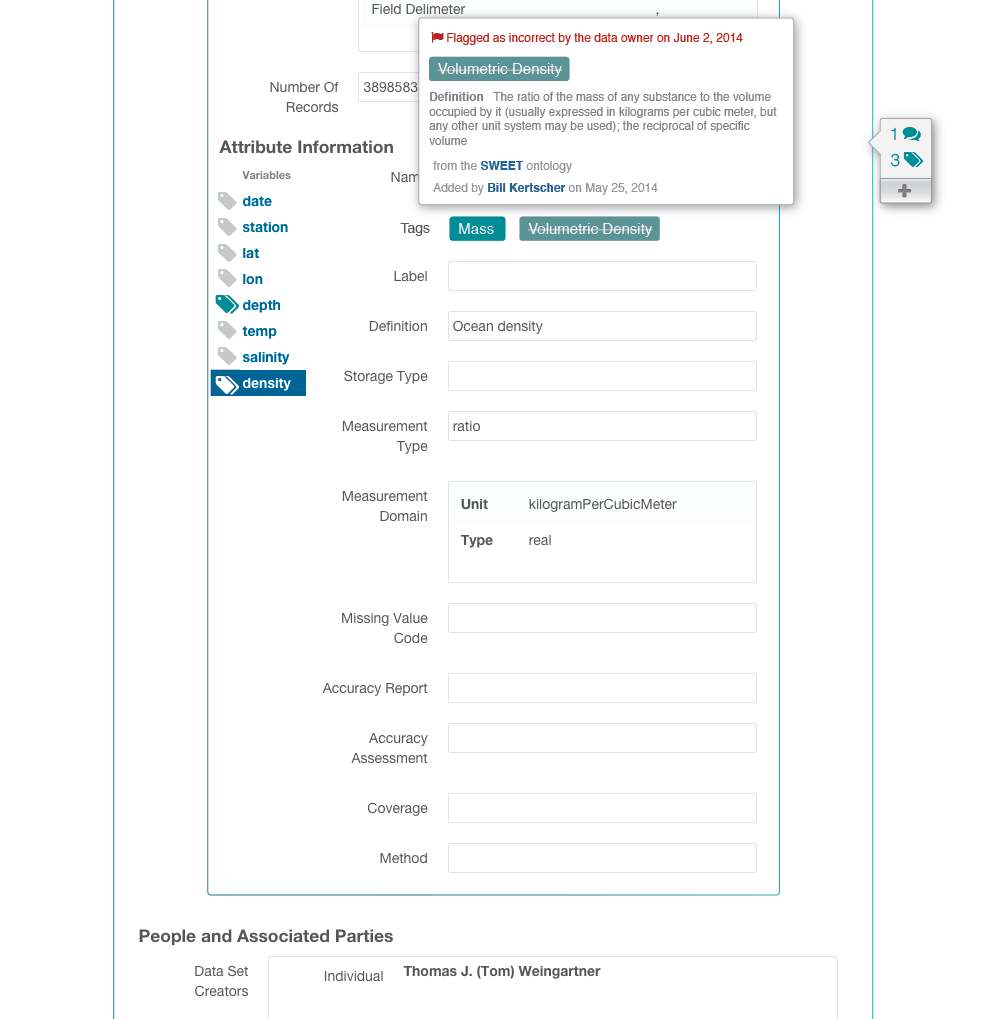 Field Delimeter ,
Flagged as incorrect by the data owner on June 2, 2014
Volumetric Density
Definition The ratio of the mass of any substance to the volume
occupied by it (usually expressed in kilograms per cubic meter, but
any other unit system may be used); the reciprocal of specific
volume
from the SWEET ontology
Added by Bill Kertscher on May 25, 2014
Number Of
Records
3898583
1
3
Attribute Information
Variables
date
station
lat
lon
depth
temp
salinity
density
Nam
Tags Mass Volumetric Density
Label
Definition Ocean density
Storage Type
Measurement
Type
ratio
Measurement
Domain
Unit kilogramPerCubicMeter
Type real
Missing Value
Code
Accuracy Report
Accuracy
Assessment
Coverage
Method
People and Associated Parties
Data Set
Creators
Individual Thomas J. (Tom) Weingartner